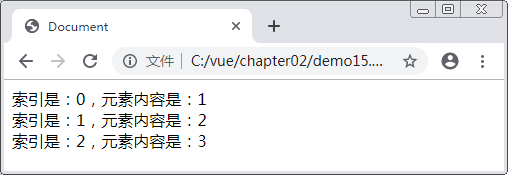 Document
文件 C:/vue/chapter02/demo15....
索引是：0，元素内容是：1
索引是：1，元素内容是：2
索引是：2，元素内容是：3